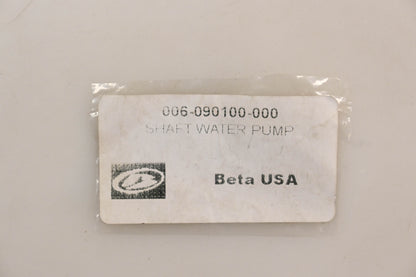 006-090100-000
SHAFT WATER PUMP
Beta USA